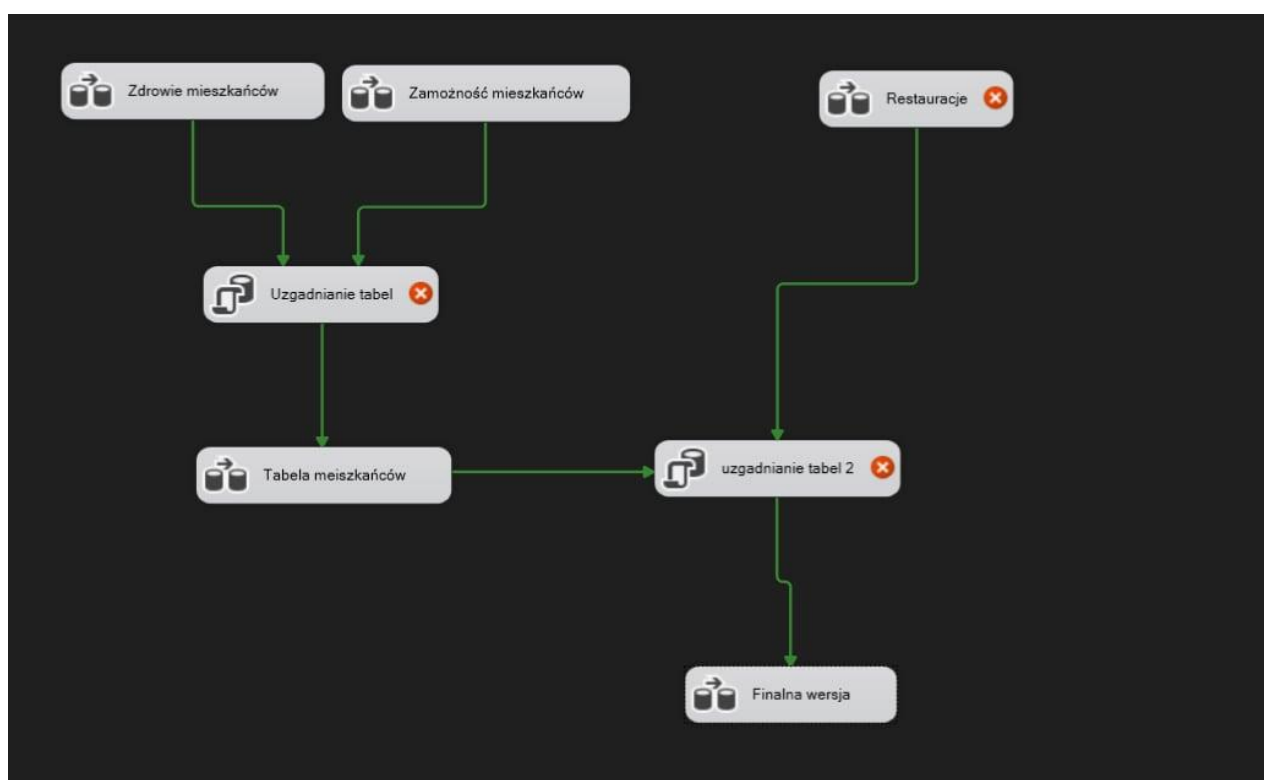 Zdrowie mieszkańców
Zamożność mieszkańców
Restauracje
Uzgadnianie tabel
Tabela meiszkańców
uzgadnianie tabel 2
Finalna wersja